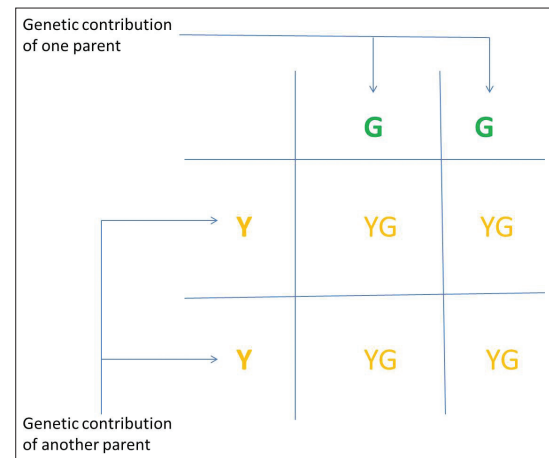 Genetic contribution
of one parent
G G
Y YG YG
Y YG YG
Genetic contribution
of another parent